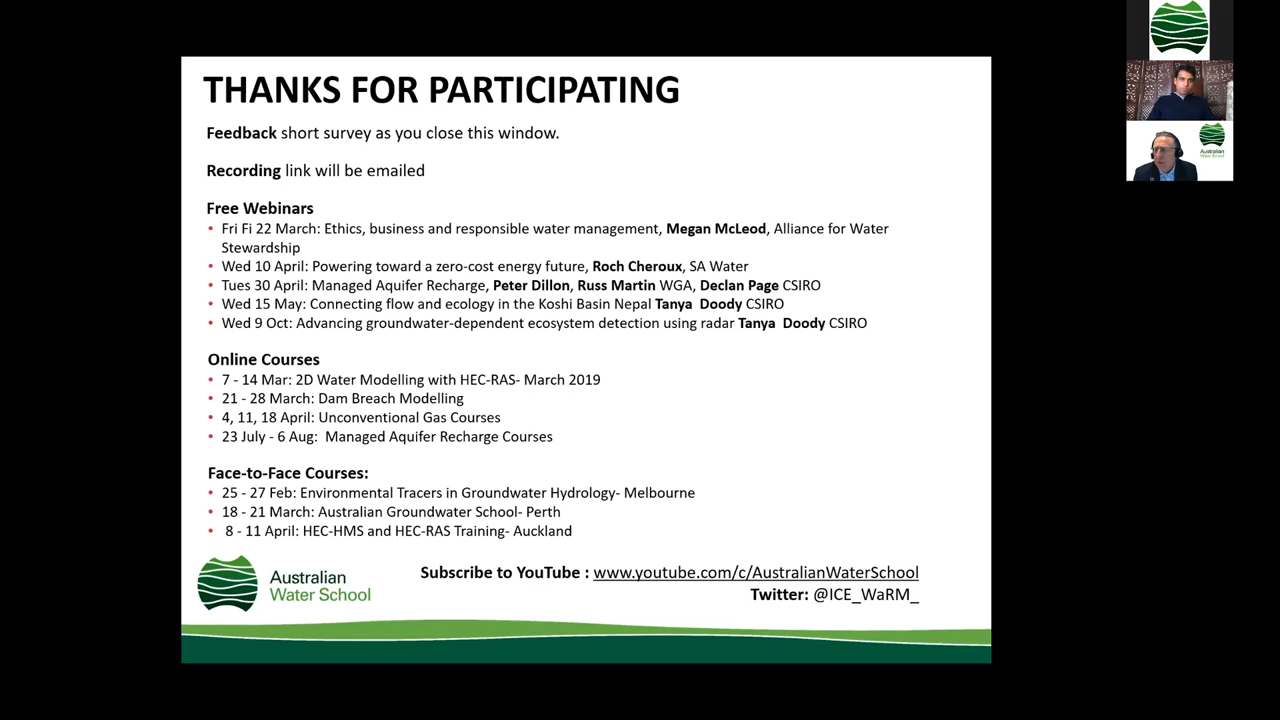 THANKS FOR PARTICIPATING
Feedback short survey as you close this window.
Recording link will be emailed
Free Webinars
• Fri Fi 22 March: Ethics, business and responsible water management, Megan McLeod, Alliance for Water
Stewardship
• Wed 10 April: Powering toward a zero-cost energy future, Roch Cheroux, SA Water
• Tues 30 April: Managed Aquifer Recharge, Peter Dillon, Russ Martin WGA, Declan Page CSIRO
• Wed 15 May: Connecting flow and ecology in the Koshi Basin Nepal Tanya Doody CSIRO
• Wed 9 Oct: Advancing groundwater-dependent ecosystem detection using radar Tanya Doody CSIRO
Online Courses
• 7 - 14 Mar: 2D Water Modelling with HEC-RAS- March 2019
• 21 - 28 March: Dam Breach Modelling
• 4, 11, 18 April: Unconventional Gas Courses
• 23 July - 6 Aug: Managed Aquifer Recharge Courses
Face-to-Face Courses:
• 25 - 27 Feb: Environmental Tracers in Groundwater Hydrology- Melbourne
• 18 - 21 March: Australian Groundwater School- Perth
• 8 - 11 April: HEC-HMS and HEC-RAS Training- Auckland
Australian
Water School
Subscribe to YouTube : www.youtube.com/c/AustralianWaterSchool
Twitter: @ICE_WaRM_
Australian
Water School